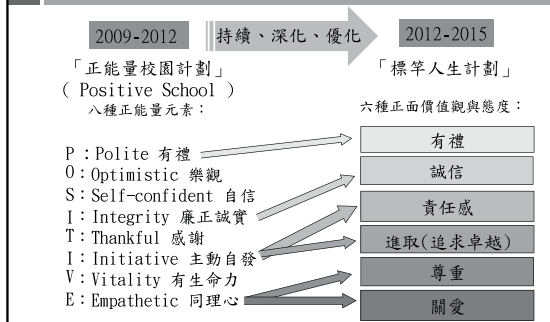 2009-2012
持續、深化、優化
2012-2015
「正能量校園計劃」
( Positive School )
八種正能量元素：
P：Polite 有禮
O：Optimistic 樂觀
S：Self-confident 自信
I：Integrity 廉正誠實
T：Thankful 感謝
I：Initiative 主動自發
V：Vitality 有生命力
E：Empathetic 同理心
「標竿人生計劃」
六種正面價值觀與態度：
有禮
誠信
責任感
進取(追求卓越)
尊重
關愛